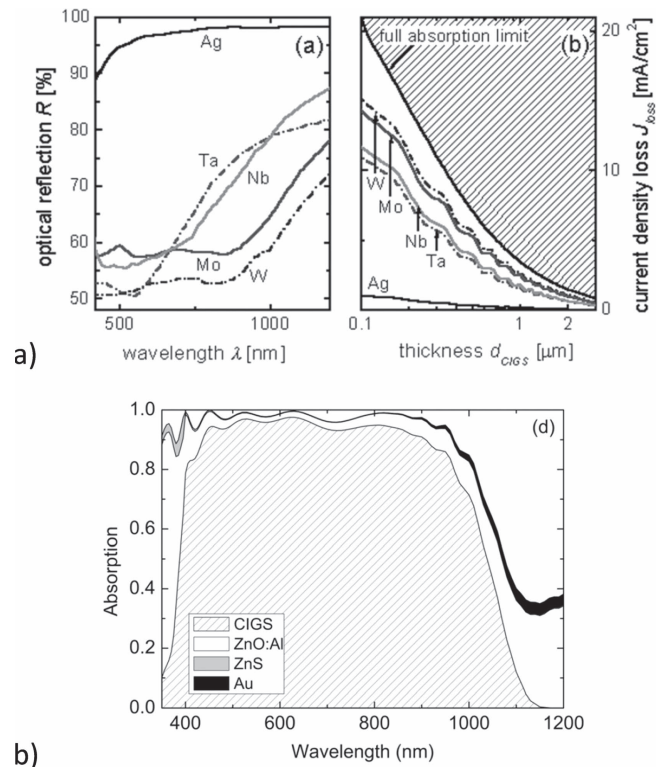 100
90
80
70
60
50
optical reflection R [%]
(a)
Ag
Ta
Nb
Mo
W
500
1000
wavelength λ [nm]
full absorption limit
(b)
W
Mo
Nb
Ta
Ag
20
10
0
current density loss J_loss [mA/cm²]
0.1
1
2
thickness d_CIGS [µm]
a)
1.0
0.8
0.6
0.4
0.2
0.0
Absorption
(d)
CIGS
ZnO:Al
ZnS
Au
400
600
800
1000
1200
Wavelength (nm)
b)